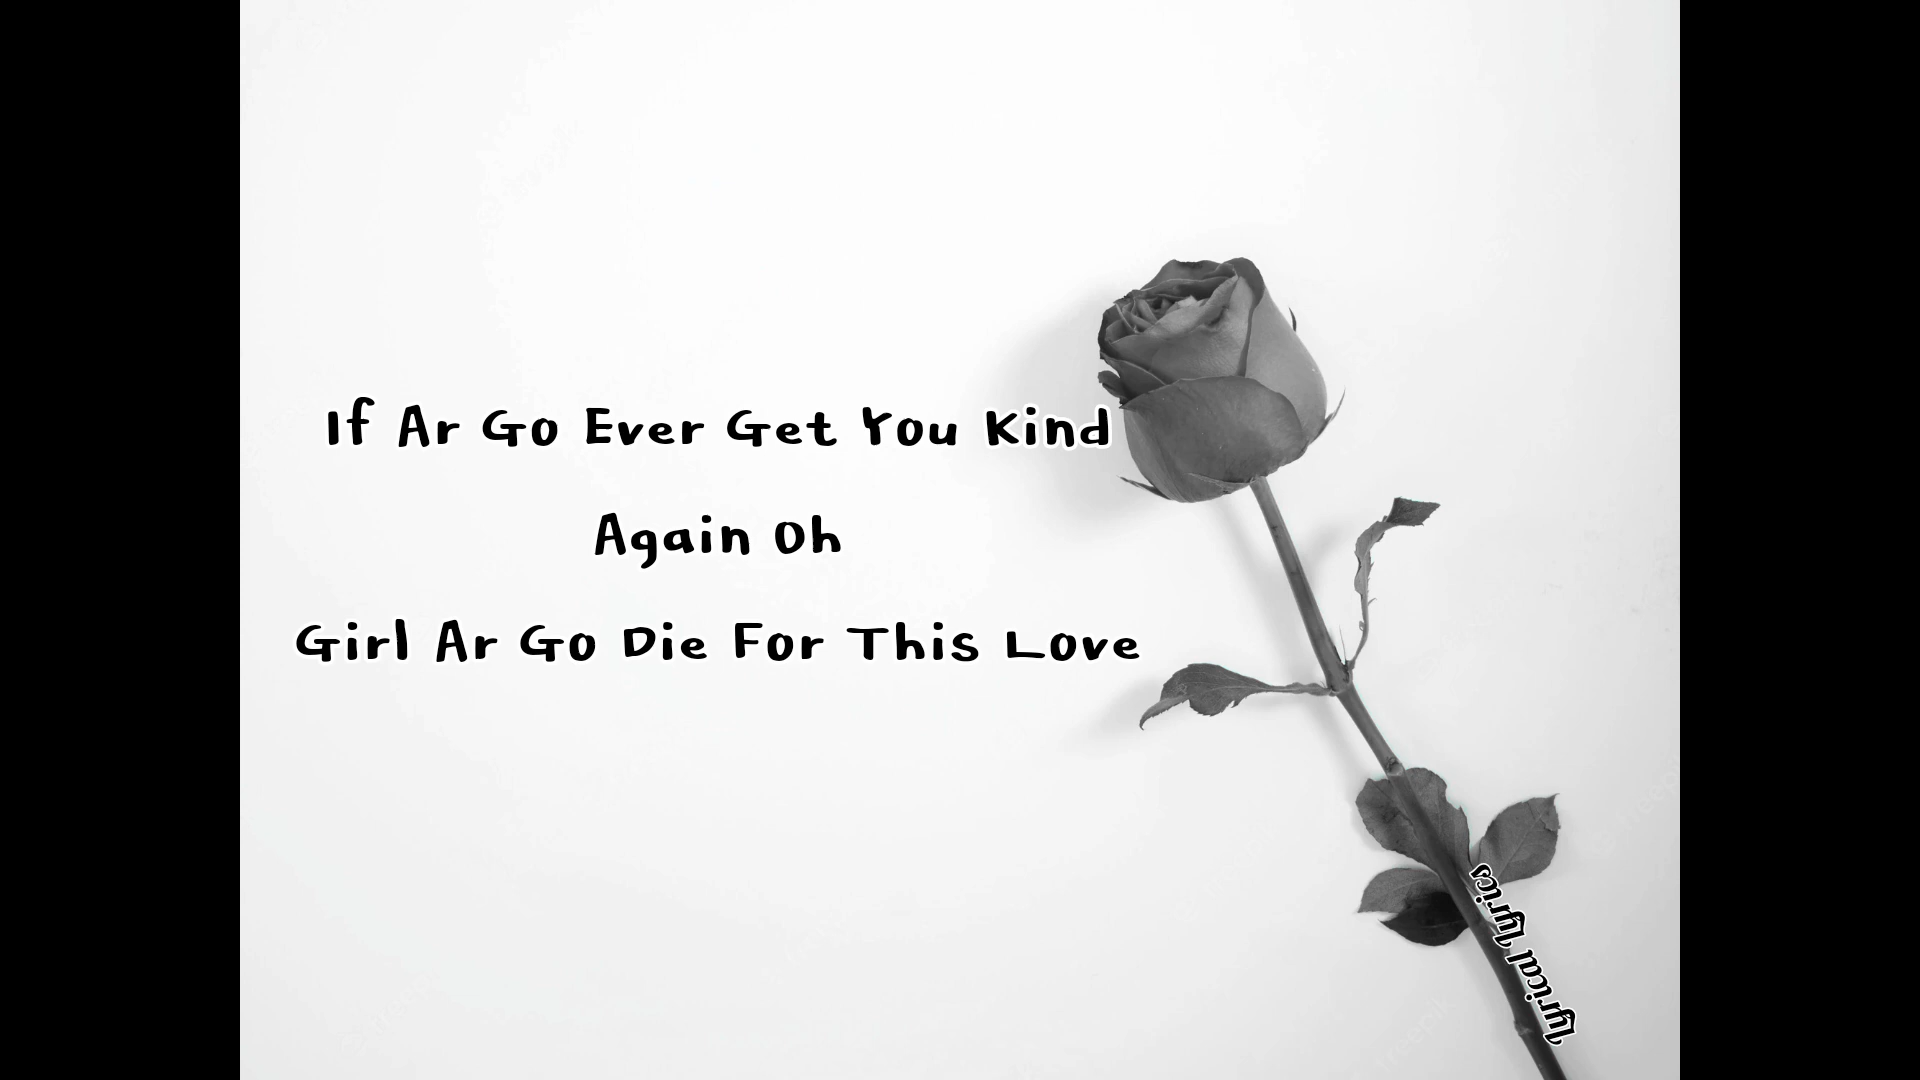 If Ar Go Ever Get You Kind
Again Oh
Girl Ar Go Die For This Love
Lyrical Lyrics